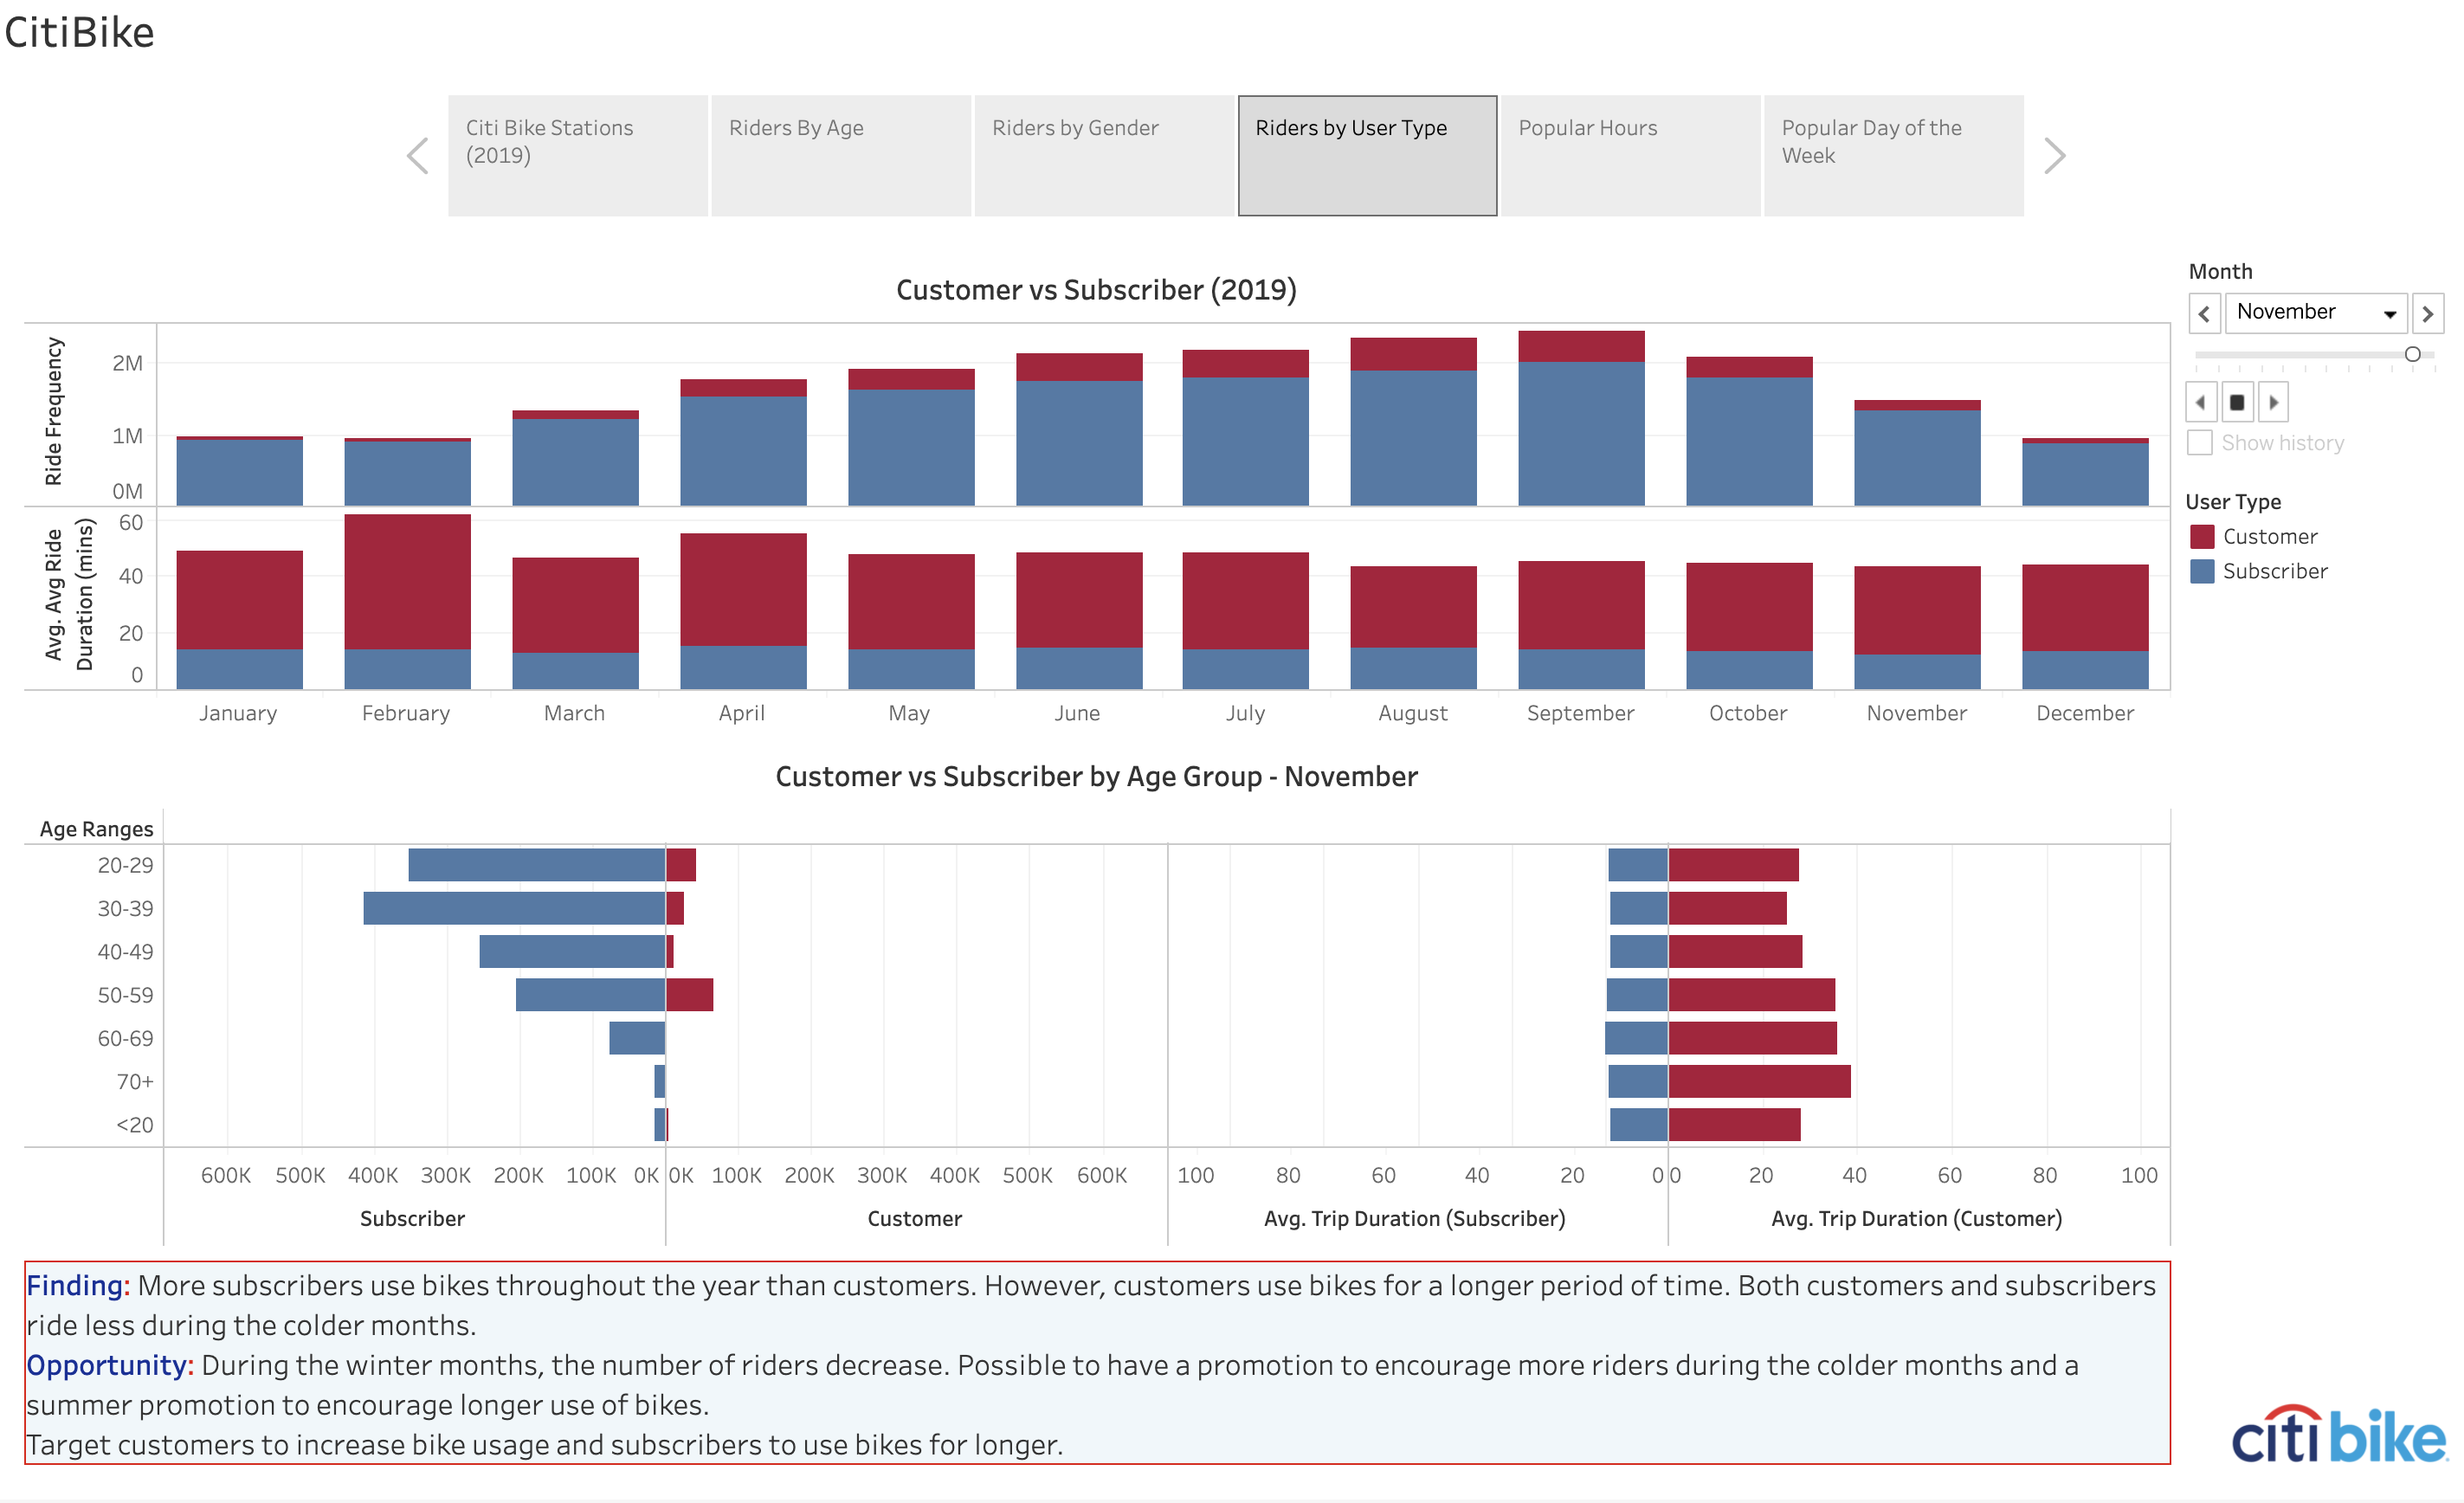 CitiBike
Citi Bike Stations
(2019)
Riders By Age
Riders by Gender
Riders by User Type
Popular Hours
Popular Day of the
Week
Customer vs Subscriber (2019)
Month
November
Show history
User Type
Customer
Subscriber
Ride Frequency
2M
1M
0M
Avg. Avg Ride
Duration (mins)
60
40
20
0
January February March April May June July August September October November December
Customer vs Subscriber by Age Group - November
Age Ranges
20-29
30-39
40-49
50-59
60-69
70+
<20
600K 500K 400K 300K 200K 100K 0K 0K 100K 200K 300K 400K 500K 600K 100 80 60 40 20 0 0 20 40 60 80 100
Subscriber Customer Avg. Trip Duration (Subscriber) Avg. Trip Duration (Customer)
Finding: More subscribers use bikes throughout the year than customers. However, customers use bikes for a longer period of time. Both customers and subscribers
ride less during the colder months.
Opportunity: During the winter months, the number of riders decrease. Possible to have a promotion to encourage more riders during the colder months and a
summer promotion to encourage longer use of bikes.
Target customers to increase bike usage and subscribers to use bikes for longer.
citi bike